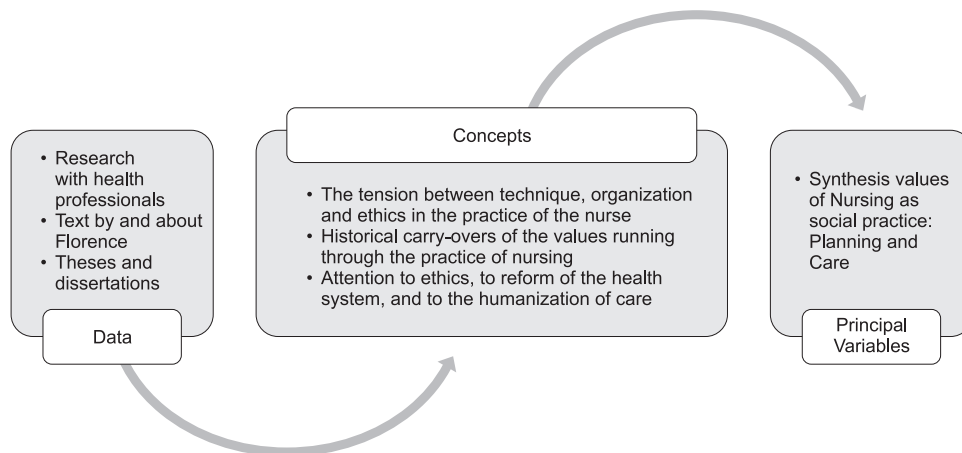 • Research
with health
professionals
• Text by and about
Florence
• Theses and
dissertations
Data
Concepts
• The tension between technique, organization
and ethics in the practice of the nurse
• Historical carry-overs of the values running
through the practice of nursing
• Attention to ethics, to reform of the health
system, and to the humanization of care
• Synthesis values
of Nursing as
social practice:
Planning and
Care
Principal
Variables